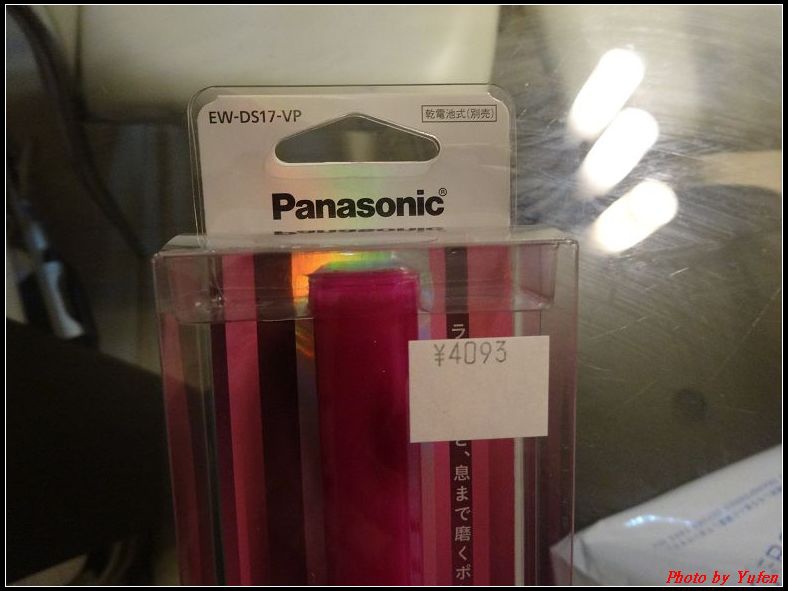 EW-DS17-VP
乾電池式(別売)
Panasonic®
¥4093
ラ
、息まで磨くポ
Photo by Yufen